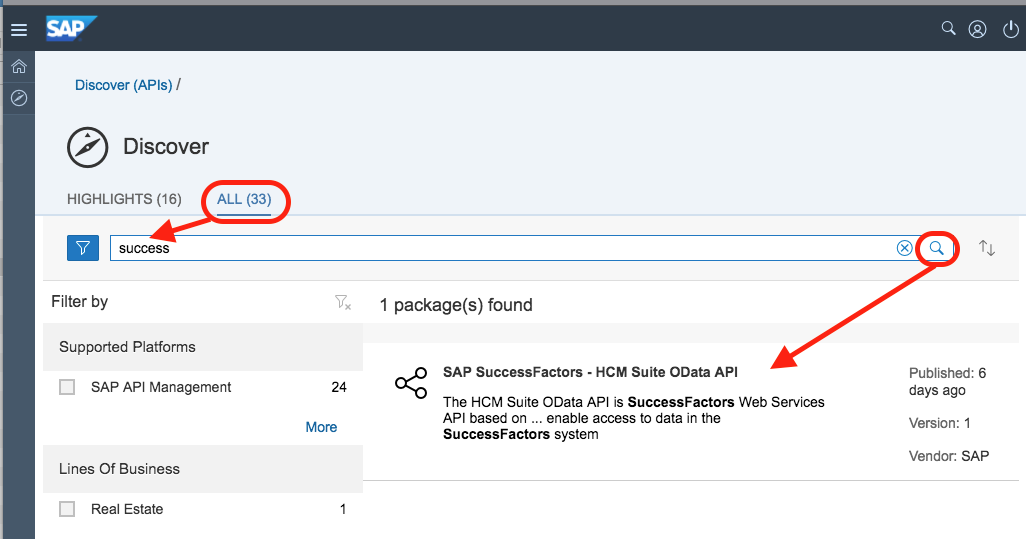 SAP
Discover (APIs) /
Discover
HIGHLIGHTS (16)
ALL (33)
success
Filter by
1 package(s) found
Supported Platforms
SAP API Management 24
More
Lines Of Business
Real Estate 1
SAP SuccessFactors - HCM Suite OData API
The HCM Suite OData API is SuccessFactors Web Services
API based on ... enable access to data in the
SuccessFactors system
Published: 6
days ago
Version: 1
Vendor: SAP